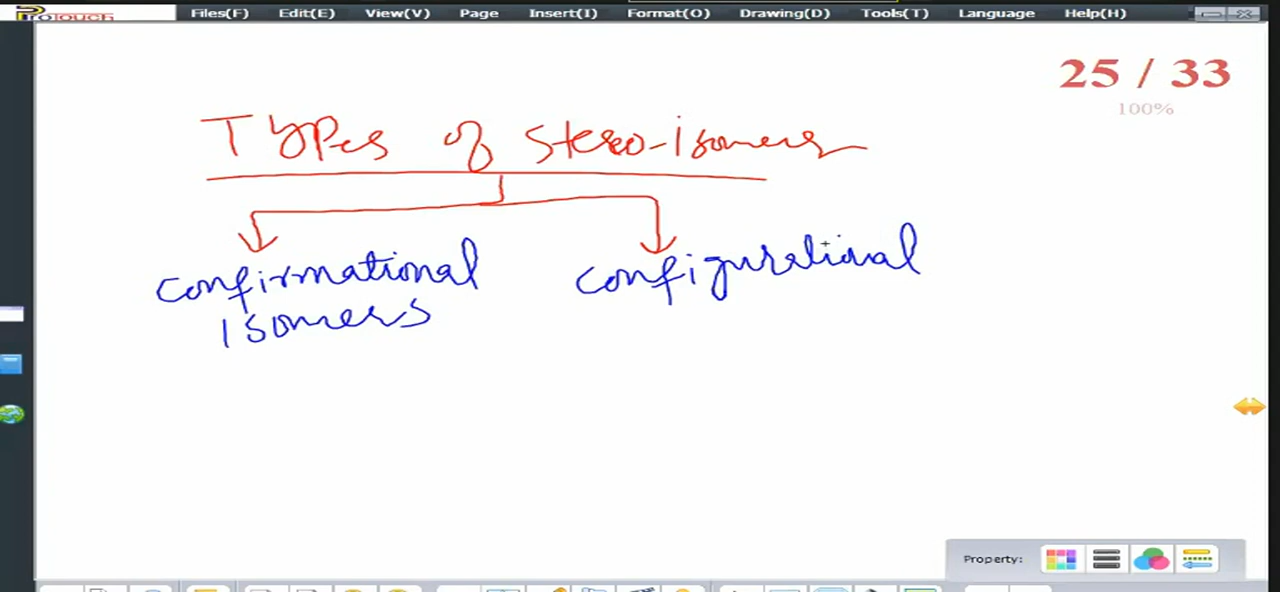 ProTouch Files(F) Edit(E) View(V) Page Insert(I) Format(O) Drawing(D) Tools(T) Language Help(H)
25 / 33
100%
Types of Stereo-isomers
Confirmational Configurational
isomers
Property: